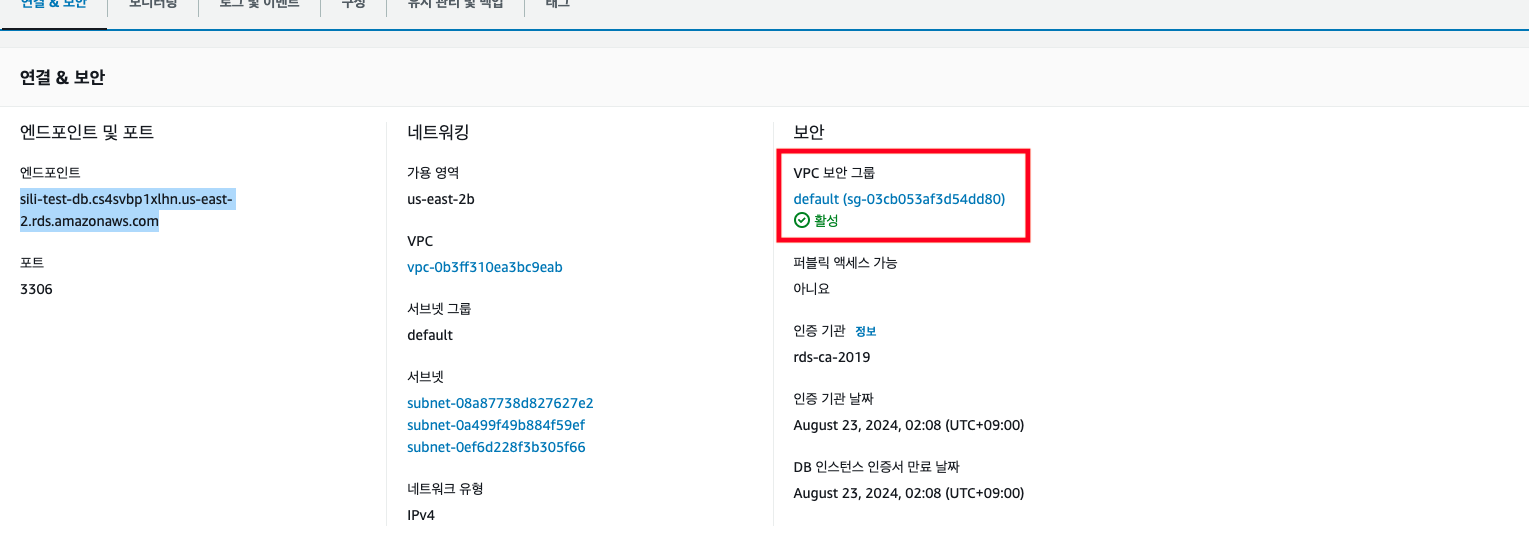 연결 & 보안
모니터링
로그 및 이벤트
구성
유지 관리 및 백업
태그
연결 & 보안
엔드포인트 및 포트
엔드포인트
sili-test-db.cs4svbp1xlhn.us-east-
2.rds.amazonaws.com
포트
3306
네트워킹
가용 영역
us-east-2b
VPC
vpc-0b3ff310ea3bc9eab
서브넷 그룹
default
서브넷
subnet-08a87738d827627e2
subnet-0a499f49b884f59ef
subnet-0ef6d228f3b305f66
네트워크 유형
IPv4
보안
VPC 보안 그룹
default (sg-03cb053af3d54dd80)
활성
퍼블릭 액세스 가능
아니요
인증 기관 정보
rds-ca-2019
인증 기관 날짜
August 23, 2024, 02:08 (UTC+09:00)
DB 인스턴스 인증서 만료 날짜
August 23, 2024, 02:08 (UTC+09:00)